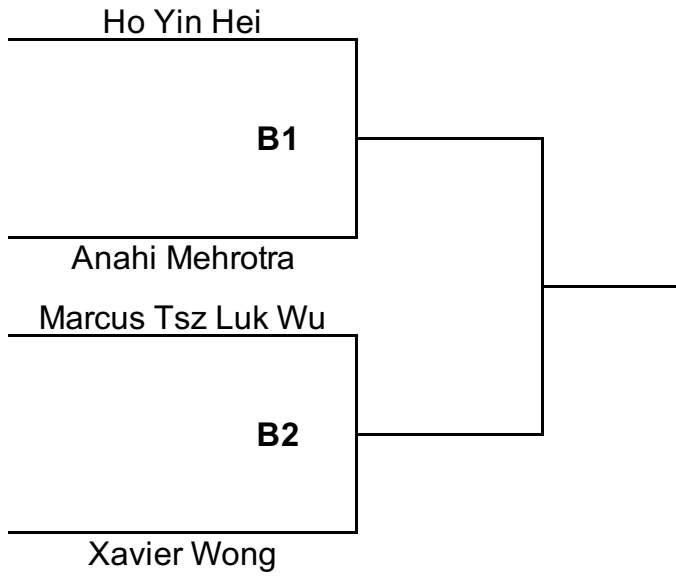 Ho Yin Hei
B1
Anahi Mehrotra
Marcus Tsz Luk Wu
B2
Xavier Wong